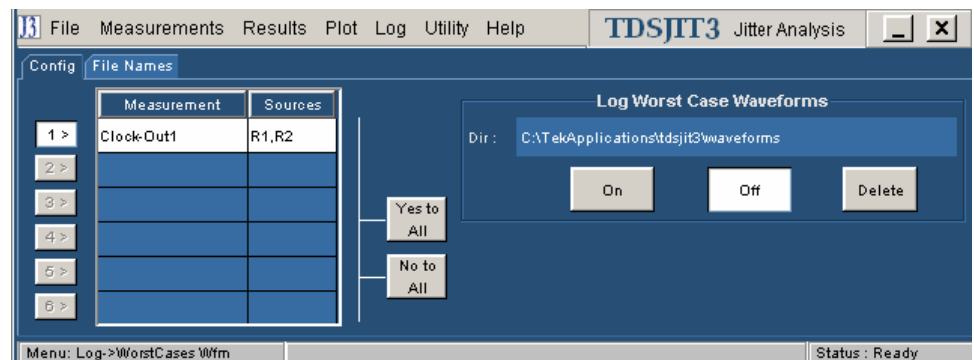 J3 File Measurements Results Plot Log Utility Help TDSJIT3 Jitter Analysis
Config File Names
Measurement Sources
1 > Clock-Out1 R1,R2
2 >
3 >
4 >
5 >
6 >
Yes to
All
No to
All
Log Worst Case Waveforms
Dir : C:\TekApplications\tdsjit3\waveforms
On Off Delete
Menu: Log->WorstCases Wfm Status : Ready